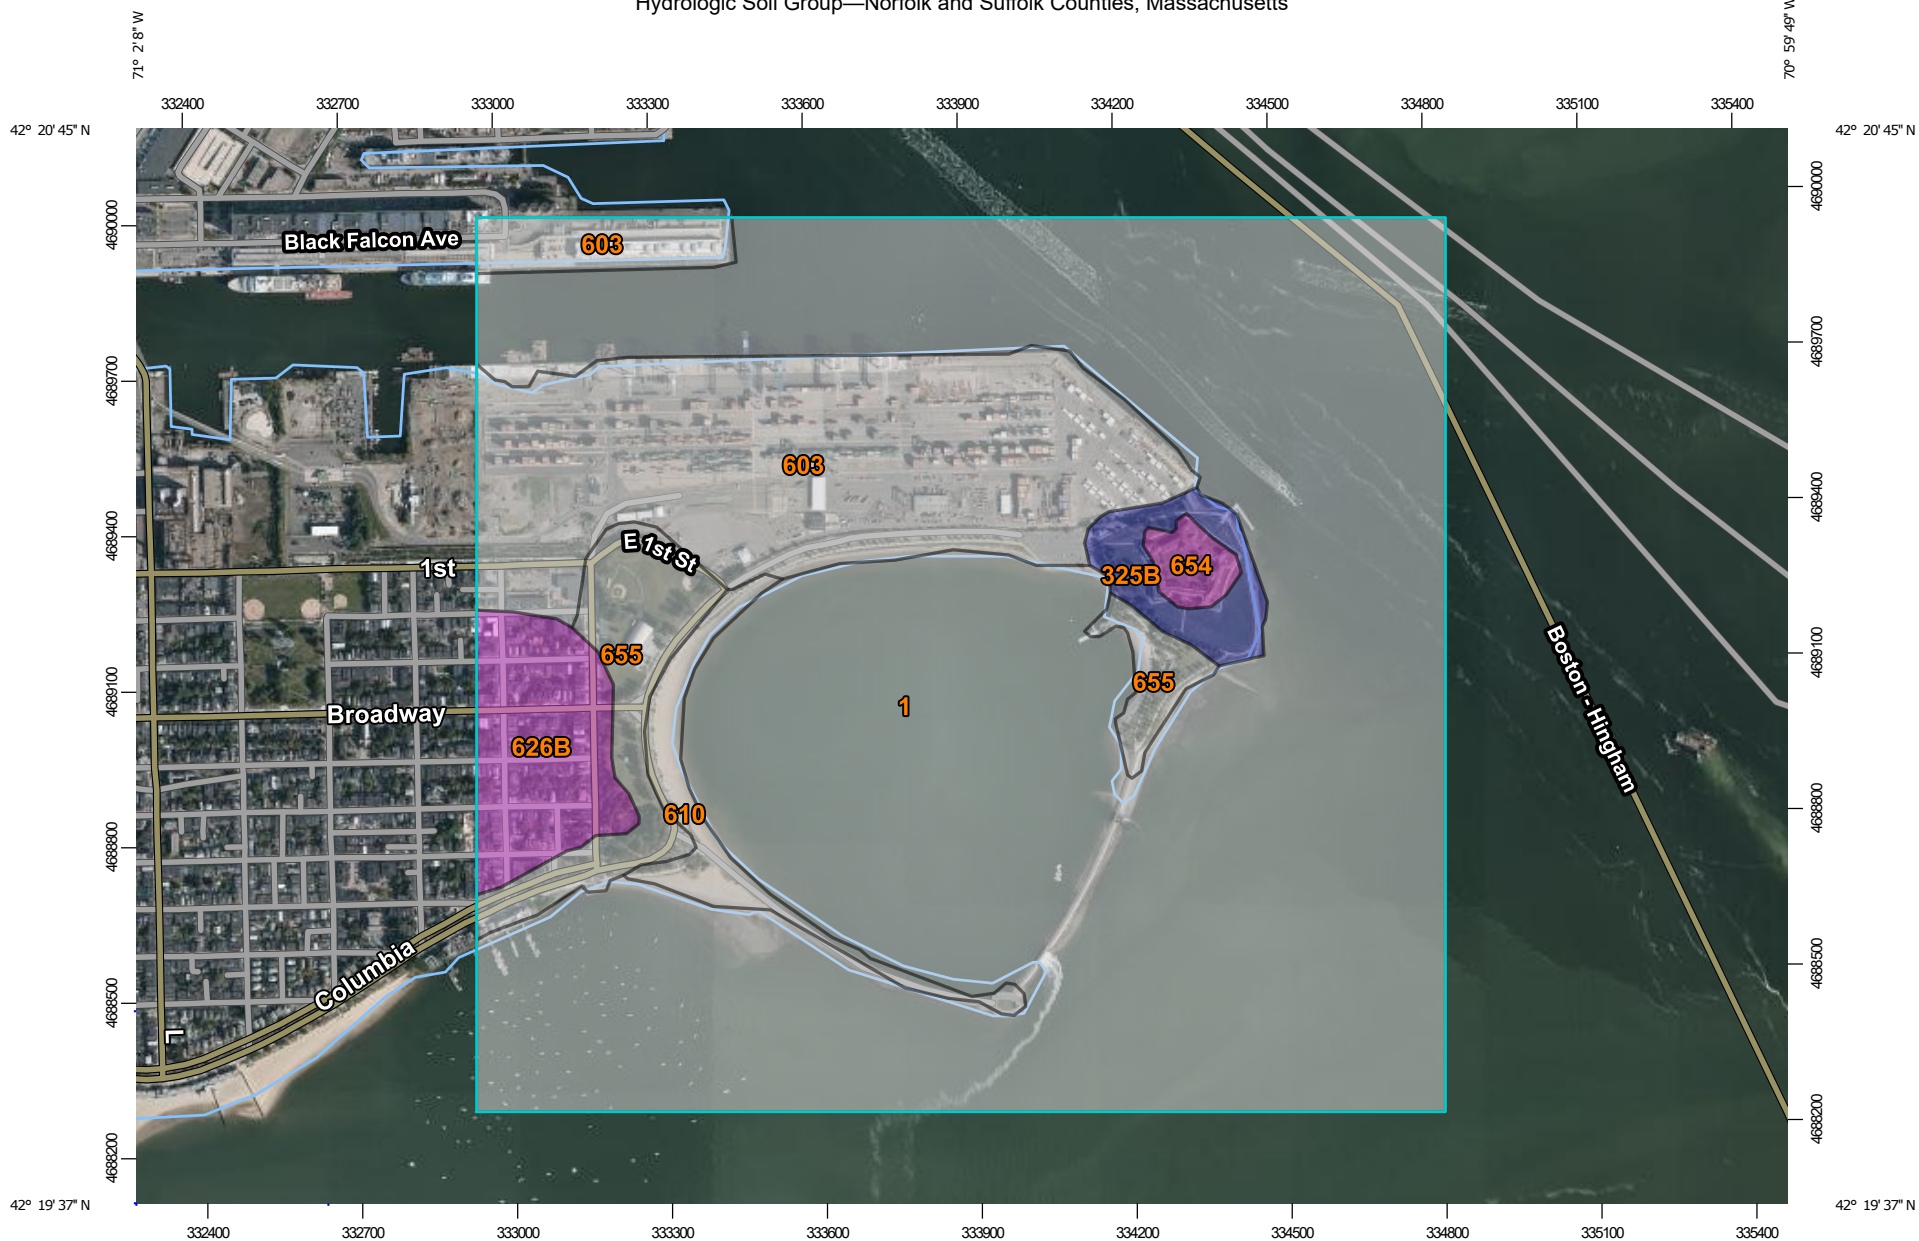 Hydrologic Soil Group—Norfolk and Suffolk Counties, Massachusetts
71° 2' 8'' W
70° 59' 49'' W
332400 332700 333000 333300 333600 333900 334200 334500 334800 335100 335400
42° 20' 45'' N
42° 20' 45'' N
4690000
4690000
Black Falcon Ave
603
4689700
4689700
603
4689400
4689400
E 1st St
1st
325B
654
655
655
4689100
4689100
Broadway
1
626B
Boston - Hingham
610
4688800
4688800
Columbia
4688500
4688500
L
4688200
4688200
42° 19' 37'' N
42° 19' 37'' N
332400 332700 333000 333300 333600 333900 334200 334500 334800 335100 335400